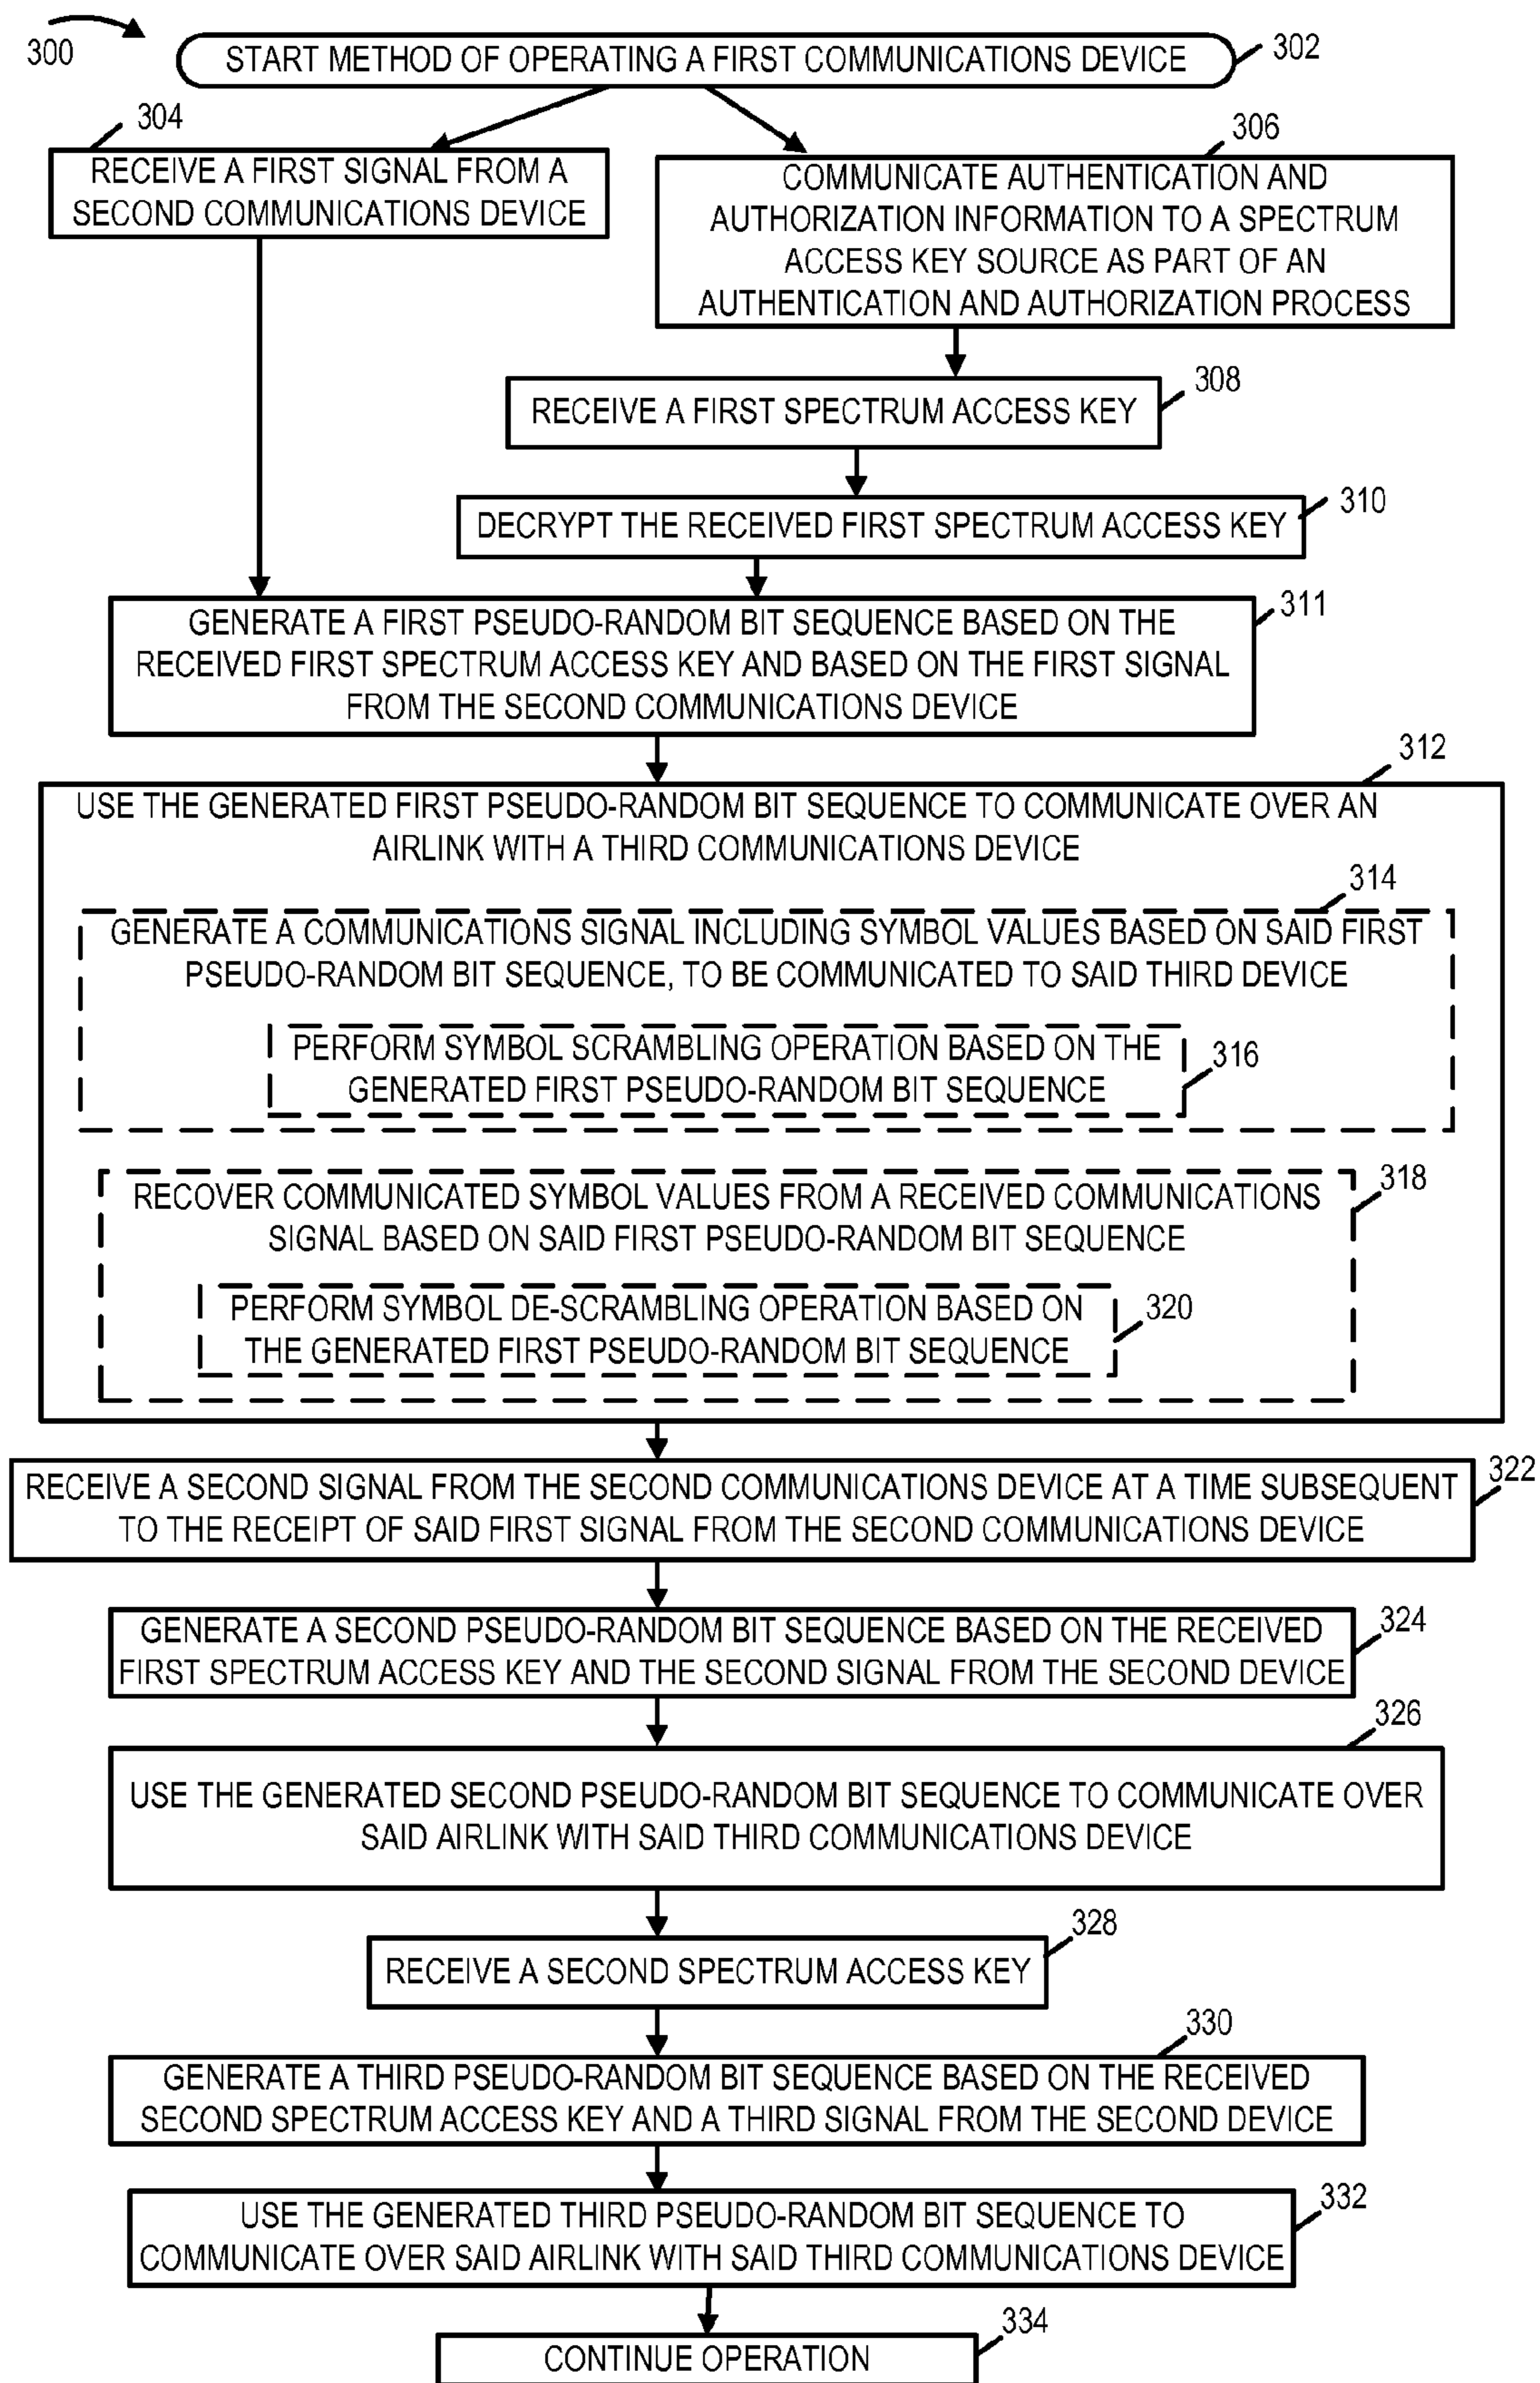 300
START METHOD OF OPERATING A FIRST COMMUNICATIONS DEVICE
302
304
RECEIVE A FIRST SIGNAL FROM A
SECOND COMMUNICATIONS DEVICE
306
COMMUNICATE AUTHENTICATION AND
AUTHORIZATION INFORMATION TO A SPECTRUM
ACCESS KEY SOURCE AS PART OF AN
AUTHENTICATION AND AUTHORIZATION PROCESS
308
RECEIVE A FIRST SPECTRUM ACCESS KEY
310
DECRYPT THE RECEIVED FIRST SPECTRUM ACCESS KEY
311
GENERATE A FIRST PSEUDO-RANDOM BIT SEQUENCE BASED ON THE
RECEIVED FIRST SPECTRUM ACCESS KEY AND BASED ON THE FIRST SIGNAL
FROM THE SECOND COMMUNICATIONS DEVICE
312
USE THE GENERATED FIRST PSEUDO-RANDOM BIT SEQUENCE TO COMMUNICATE OVER AN
AIRLINK WITH A THIRD COMMUNICATIONS DEVICE
314
GENERATE A COMMUNICATIONS SIGNAL INCLUDING SYMBOL VALUES BASED ON SAID FIRST
PSEUDO-RANDOM BIT SEQUENCE, TO BE COMMUNICATED TO SAID THIRD DEVICE
PERFORM SYMBOL SCRAMBLING OPERATION BASED ON THE
GENERATED FIRST PSEUDO-RANDOM BIT SEQUENCE
316
318
RECOVER COMMUNICATED SYMBOL VALUES FROM A RECEIVED COMMUNICATIONS
SIGNAL BASED ON SAID FIRST PSEUDO-RANDOM BIT SEQUENCE
PERFORM SYMBOL DE-SCRAMBLING OPERATION BASED ON
THE GENERATED FIRST PSEUDO-RANDOM BIT SEQUENCE
320
322
RECEIVE A SECOND SIGNAL FROM THE SECOND COMMUNICATIONS DEVICE AT A TIME SUBSEQUENT
TO THE RECEIPT OF SAID FIRST SIGNAL FROM THE SECOND COMMUNICATIONS DEVICE
324
GENERATE A SECOND PSEUDO-RANDOM BIT SEQUENCE BASED ON THE RECEIVED
FIRST SPECTRUM ACCESS KEY AND THE SECOND SIGNAL FROM THE SECOND DEVICE
326
USE THE GENERATED SECOND PSEUDO-RANDOM BIT SEQUENCE TO COMMUNICATE OVER
SAID AIRLINK WITH SAID THIRD COMMUNICATIONS DEVICE
328
RECEIVE A SECOND SPECTRUM ACCESS KEY
330
GENERATE A THIRD PSEUDO-RANDOM BIT SEQUENCE BASED ON THE RECEIVED
SECOND SPECTRUM ACCESS KEY AND A THIRD SIGNAL FROM THE SECOND DEVICE
332
USE THE GENERATED THIRD PSEUDO-RANDOM BIT SEQUENCE TO
COMMUNICATE OVER SAID AIRLINK WITH SAID THIRD COMMUNICATIONS DEVICE
334
CONTINUE OPERATION